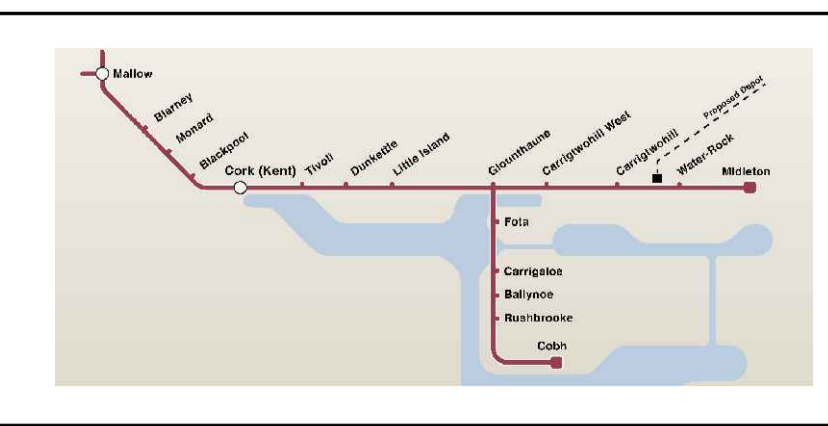 Mallow
Blarney
Monard
Blackpool
Cork (Kent)
Tivoli
Dunkettle
Little Island
Glounthaune
Carrigtwohill West
Carrigtwohill
Proposed Depot
Water-Rock
Midleton
Fota
Carrigaloe
Ballynoe
Rushbrooke
Cobh